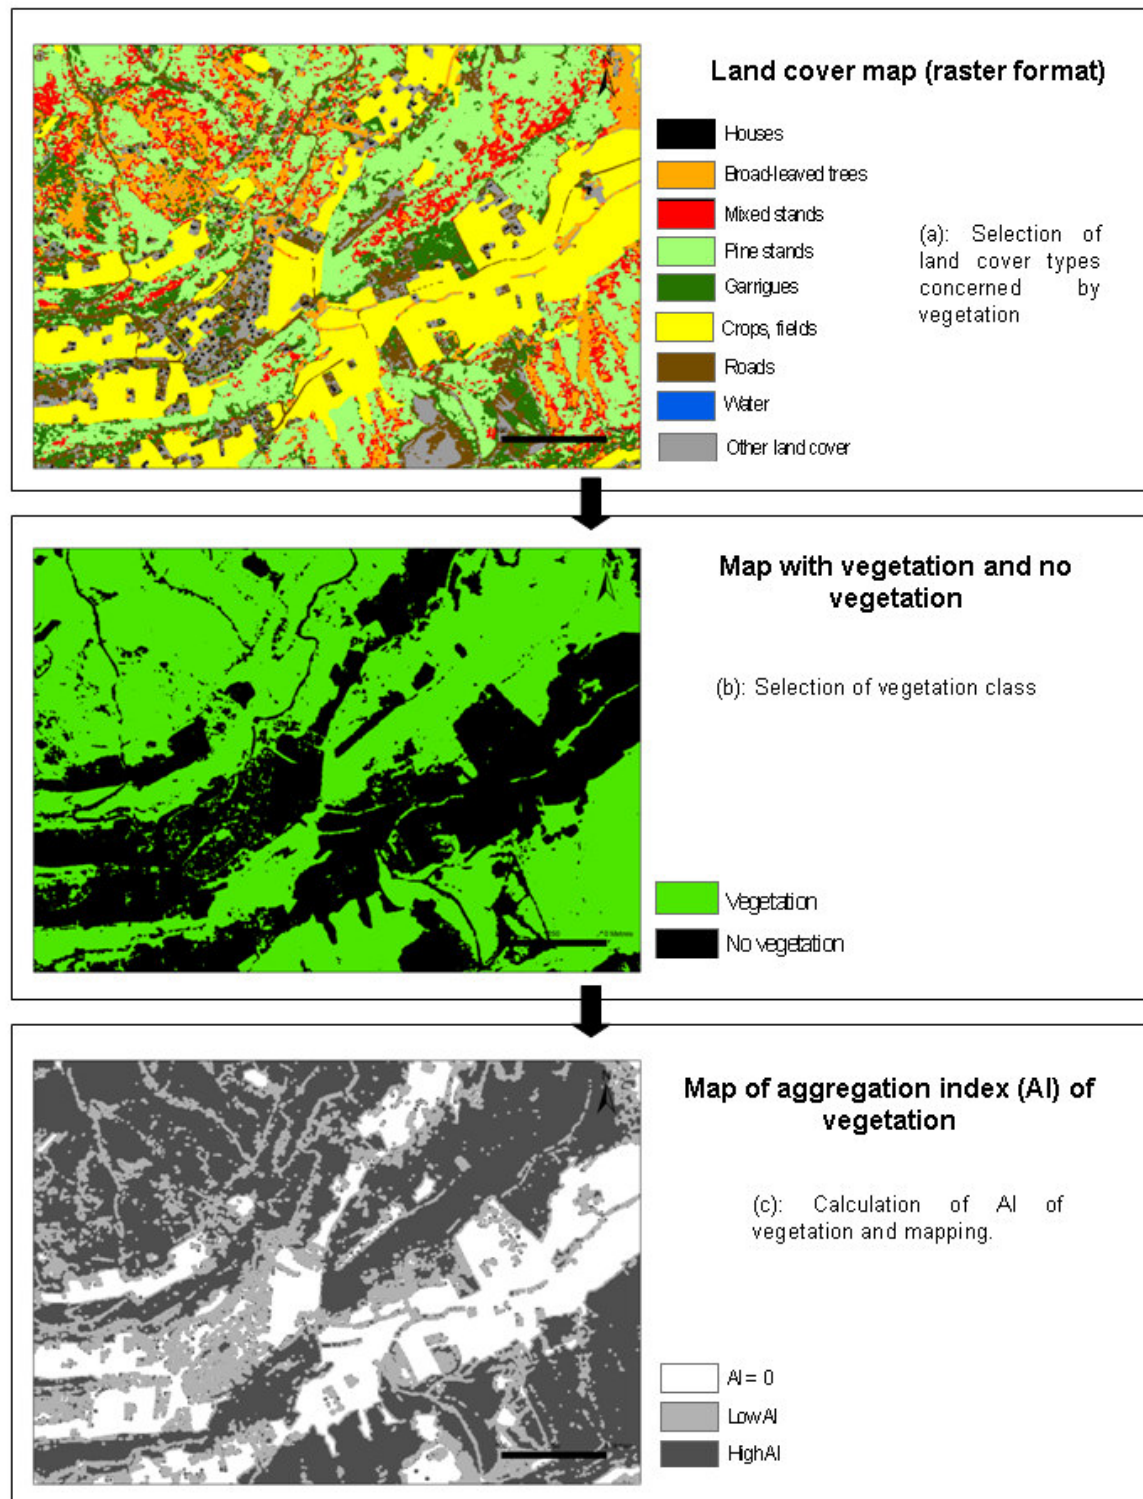 Land cover map (raster format)
Houses
Broad-leaved trees
Mixed stands
Pine stands
Garrigues
Crops, fields
Roads
Water
Other land cover
(a): Selection of
land cover types
concerned by
vegetation
Map with vegetation and no
vegetation
(b): Selection of vegetation class
N
Vegetation
No vegetation
Map of aggregation index (AI) of
vegetation
(c): Calculation of AI of
vegetation and mapping.
N
AI = 0
Low AI
High AI